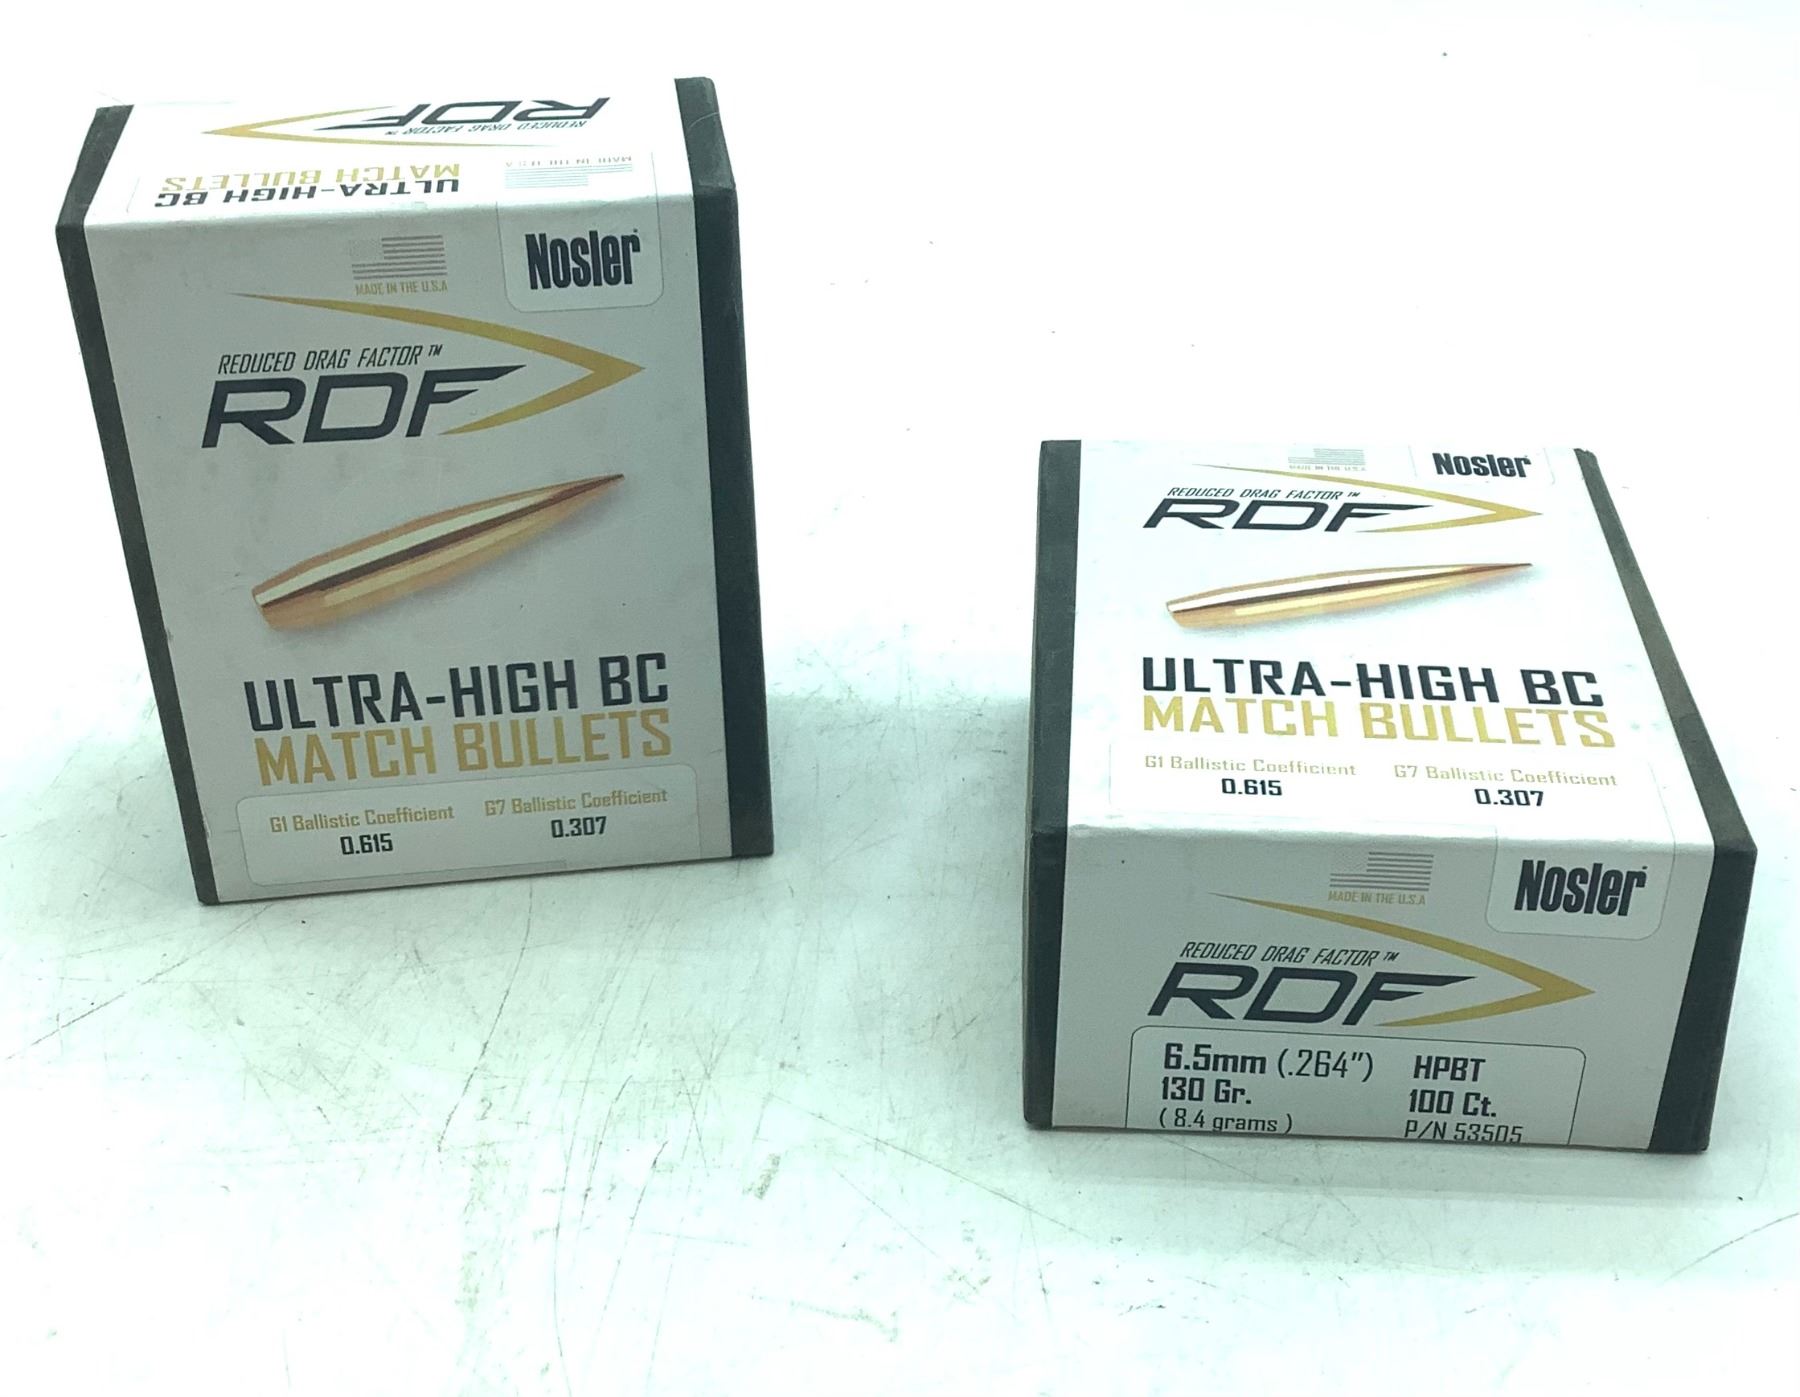 RDF
REDUCED DRAG FACTOR™
MADE IN THE U.S.A
MATCH BULLETS
ULTRA-HIGH BC
Nosler
MADE IN THE U.S.A
REDUCED DRAG FACTOR™
RDF
ULTRA-HIGH BC
MATCH BULLETS
G1 Ballistic Coefficient G7 Ballistic Coefficient
0.615 0.307
Nosler
REDUCED DRAG FACTOR™
RDF
ULTRA-HIGH BC
MATCH BULLETS
G1 Ballistic Coefficient G7 Ballistic Coefficient
0.615 0.307
Nosler
MADE IN THE U.S.A
REDUCED DRAG FACTOR™
RDF
6.5mm (.264") HPBT
130 Gr. 100 Ct.
(8.4 grams) P/N 53505